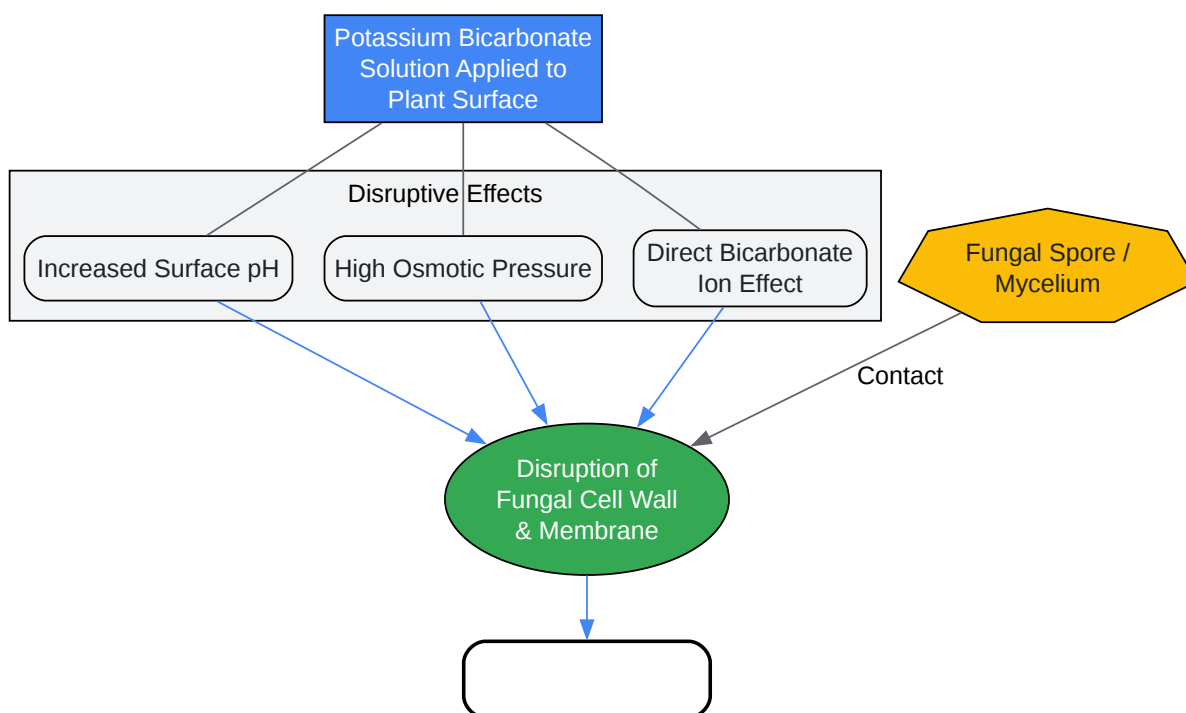 Potassium Bicarbonate
Solution Applied to
Plant Surface
Disruptive Effects
Increased Surface pH
High Osmotic Pressure
Direct Bicarbonate
Ion Effect
Fungal Spore /
Mycelium
Contact
Disruption of
Fungal Cell Wall
& Membrane